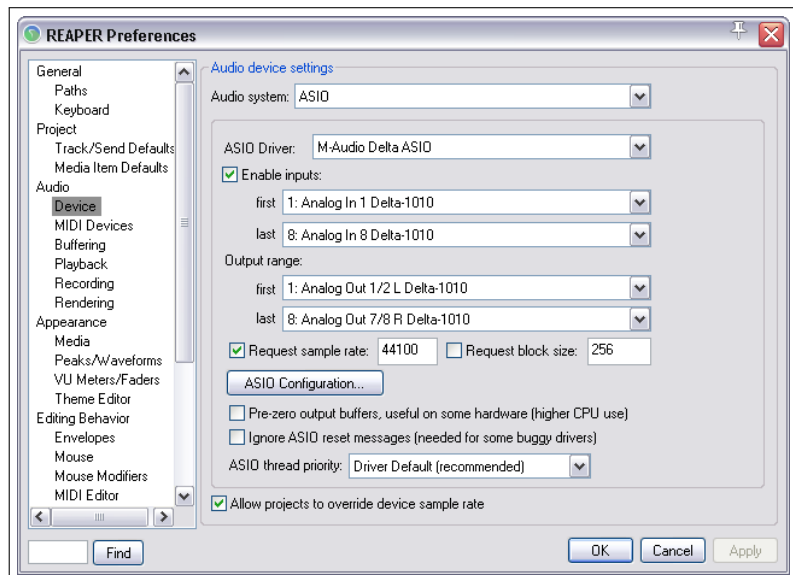 REAPER Preferences
General
Paths
Keyboard
Project
Track/Send Defaults
Media Item Defaults
Audio
Device
MIDI Devices
Buffering
Playback
Recording
Rendering
Appearance
Media
Peaks/Waveforms
VU Meters/Faders
Theme Editor
Editing Behavior
Envelopes
Mouse
Mouse Modifiers
MIDI Editor
Find
Audio device settings
Audio system: ASIO
ASIO Driver: M-Audio Delta ASIO
Enable inputs:
first 1: Analog In 1 Delta-1010
last 8: Analog In 8 Delta-1010
Output range:
first 1: Analog Out 1/2 L Delta-1010
last 8: Analog Out 7/8 R Delta-1010
Request sample rate: 44100 Request block size: 256
ASIO Configuration...
Pre-zero output buffers, useful on some hardware (higher CPU use)
Ignore ASIO reset messages (needed for some buggy drivers)
ASIO thread priority: Driver Default (recommended)
Allow projects to override device sample rate
OK Cancel Apply